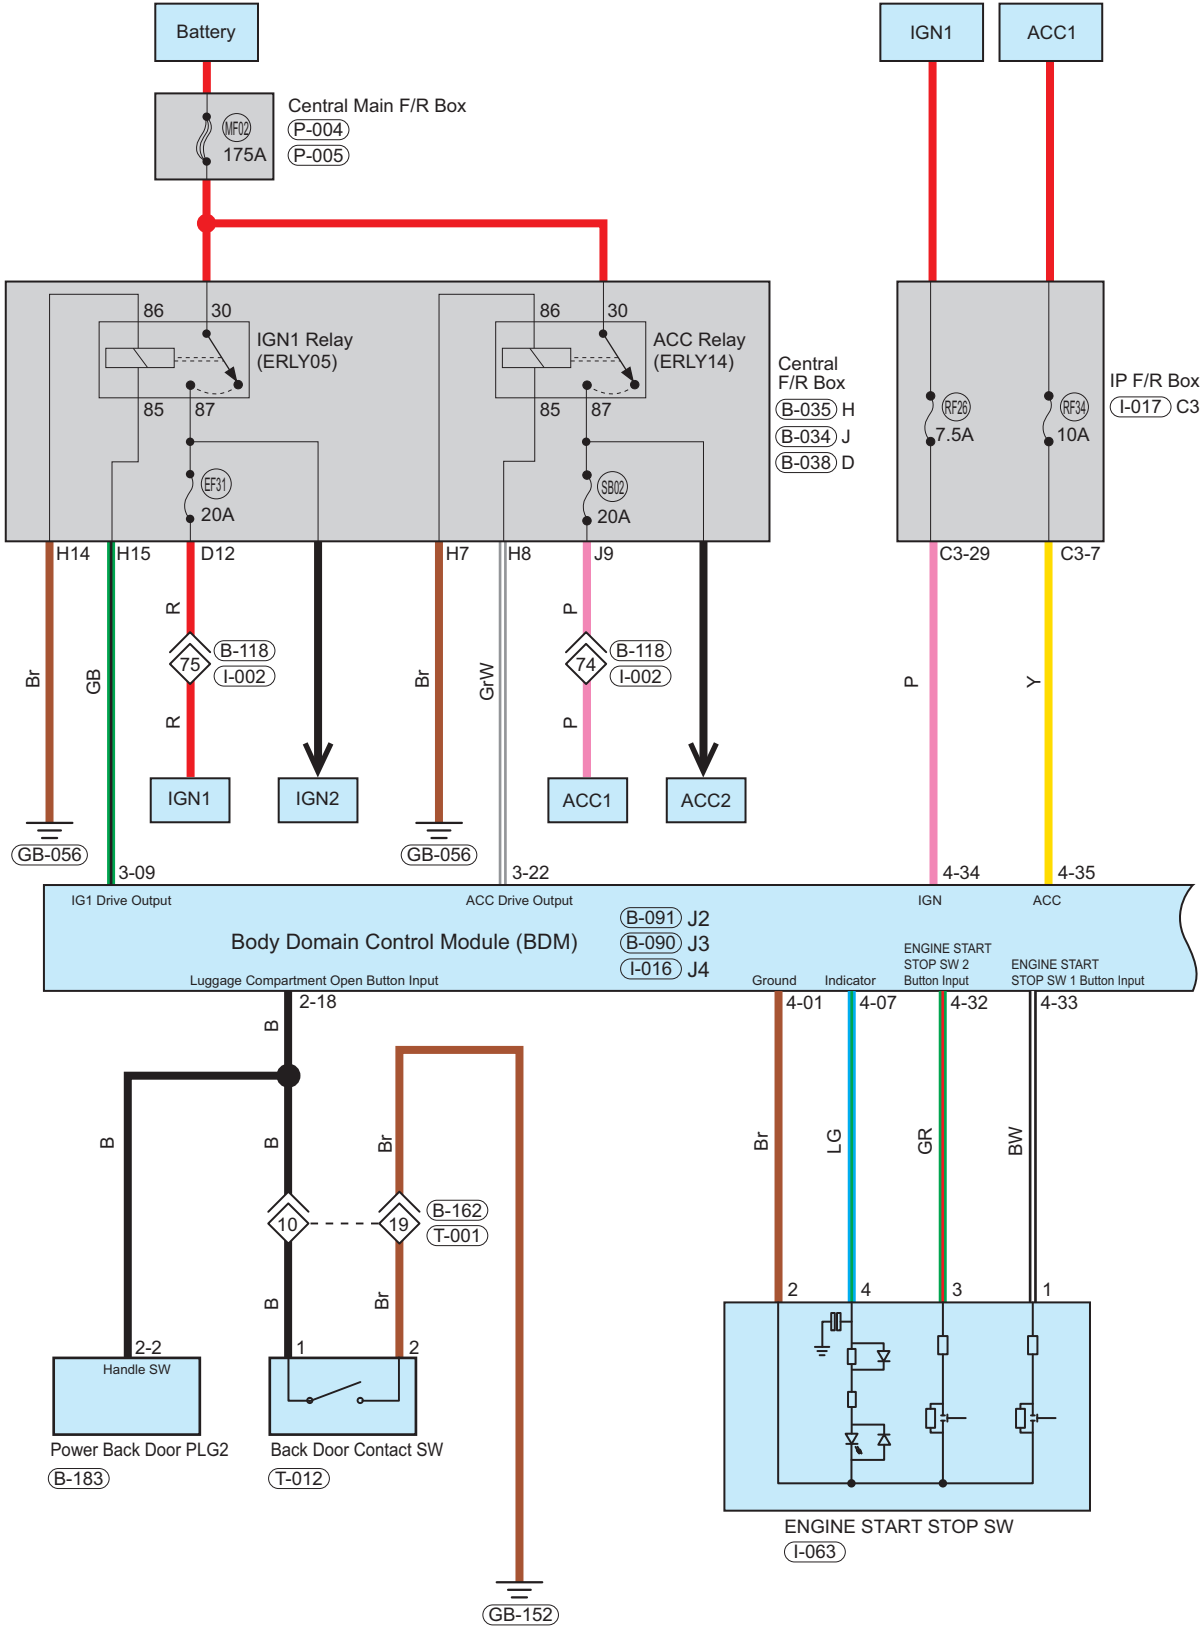 Battery
IGN1
ACC1
Central Main F/R Box
P-004
P-005
MF02
175A
86
30
IGN1 Relay
(ERLY05)
85
87
EF31
20A
86
30
ACC Relay
(ERLY14)
85
87
SB02
20A
Central
F/R Box
B-035 H
B-034 J
B-038 D
RF26
7.5A
RF34
10A
IP F/R Box
I-017 C3
H14
H15
D12
H7
H8
J9
C3-29
C3-7
Br
GB
R
75
B-118
I-002
R
Br
GrW
P
74
B-118
I-002
P
P
Y
IGN1
IGN2
ACC1
ACC2
GB-056
GB-056
3-09
3-22
4-34
4-35
IG1 Drive Output
ACC Drive Output
IGN
ACC
Body Domain Control Module (BDM)
B-091 J2
B-090 J3
I-016 J4
Luggage Compartment Open Button Input
Ground
Indicator
ENGINE START
STOP SW 2
Button Input
ENGINE START
STOP SW 1 Button Input
2-18
4-01
4-07
4-32
4-33
B
B
B
Br
Br
LG
GR
BW
10
19
B-162
T-001
B
Br
2-2
1
2
2
4
3
1
Handle SW
Power Back Door PLG2
B-183
Back Door Contact SW
T-012
ENGINE START STOP SW
I-063
GB-152